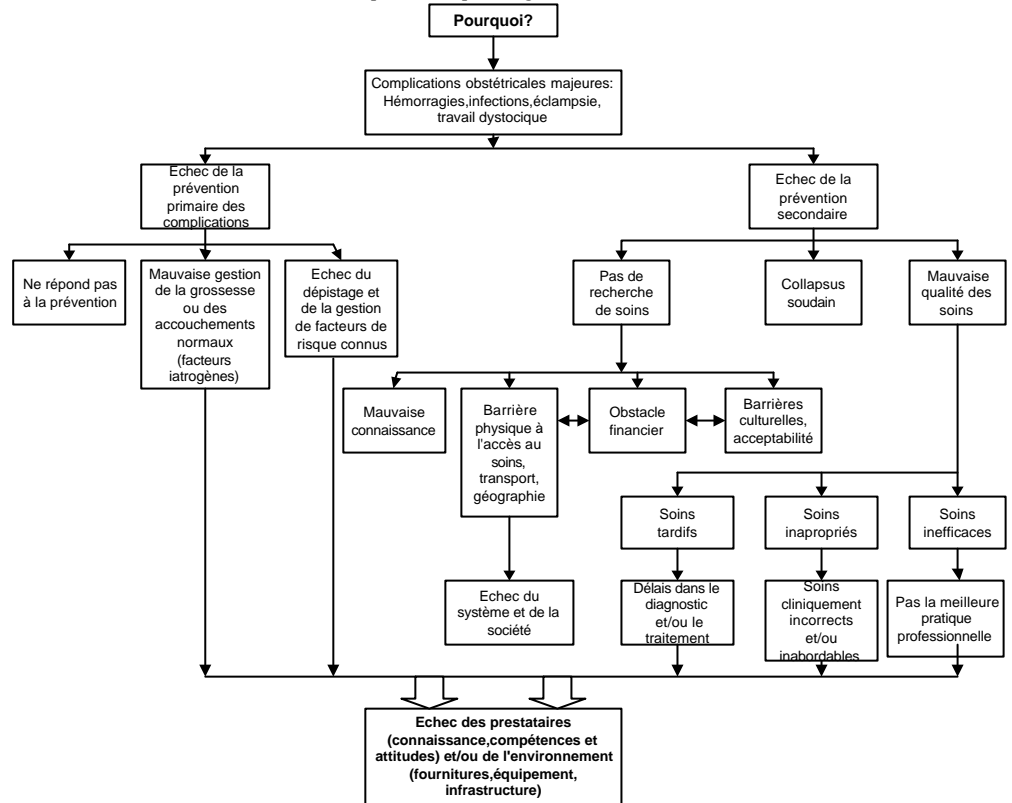 Pourquoi?
Complications obstétricales majeures:
Hémorragies,infections,éclampsie,
travail dystocique
Echec de la
prévention
primaire des
complications
Echec de la
prévention
secondaire
Ne répond pas
à la prévention
Mauvaise gestion
de la grossesse
ou des
accouchements
normaux
(facteurs
iatrogènes)
Echec du
dépistage et
de la gestion
de facteurs de
risque connus
Pas de
recherche
de soins
Collapsus
soudain
Mauvaise
qualité des
soins
Mauvaise
connaissance
Barrière
physique à
l'accès au
soins,
transport,
géographie
Obstacle
financier
Barrières
culturelles,
acceptabilité
Soins
tardifs
Soins
inapropriés
Soins
inefficaces
Echec du
système et de la
société
Délais dans le
diagnostic
et/ou le
traitement
Soins
cliniquement
incorrects
et/ou
inabordables
Pas la meilleure
pratique
professionnelle
Echec des prestataires
(connaissance,compétences et
attitudes) et/ou de l'environnement
(fournitures,équipement,
infrastructure)